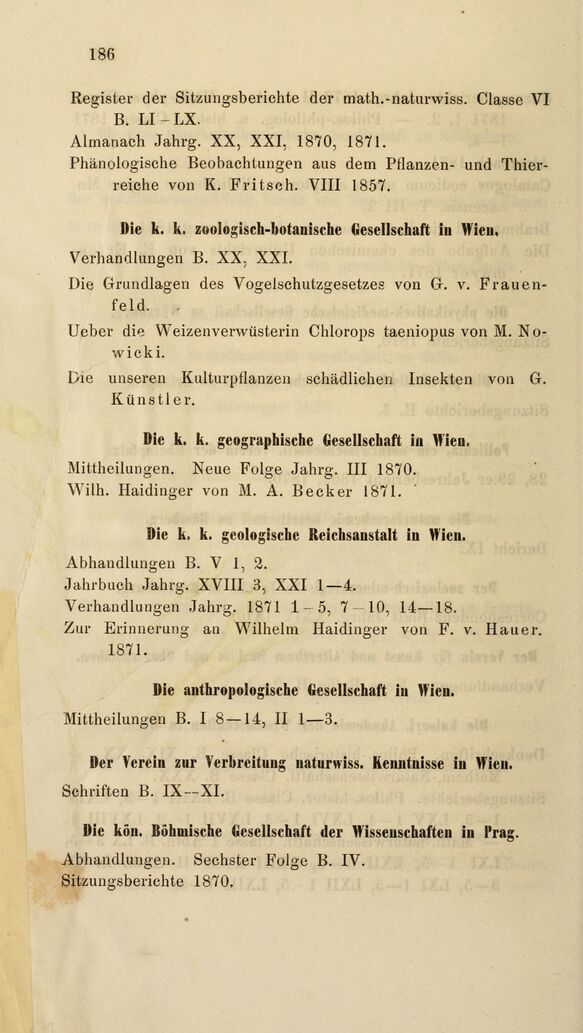 186
Register der Sitzungsberichte der math.-naturwiss. Classe VI
B. LI–LX.
Almanach Jahrg. XX, XXI, 1870, 1871.
Phänologische Beobachtungen aus dem Pflanzen- und Thier-
reiche von K. Fritsch. VIII 1857.
Die k. k. zoologisch-botanische Gesellschaft in Wien.
Verhandlungen B. XX, XXI.
Die Grundlagen des Vogelschutzgesetzes von G. v. Frauen-
feld.
Ueber die Weizenverwüsterin Chlorops taeniopus von M. No-
wicki.
Die unseren Kulturpflanzen schädlichen Insekten von G.
Künstler.
Die k. k. geographische Gesellschaft in Wien.
Mittheilungen. Neue Folge Jahrg. III 1870.
Wilh. Haidinger von M. A. Becker 1871.
Die k. k. geologische Reichsanstalt in Wien.
Abhandlungen B. V 1, 2.
Jahrbuch Jahrg. XVIII 3, XXI 1—4.
Verhandlungen Jahrg. 1871 1–5, 7–10, 14—18.
Zur Erinnerung an Wilhelm Haidinger von F. v. Hauer.
1871.
Die anthropologische Gesellschaft in Wien.
Mittheilungen B. I 8—14, II 1—3.
Der Verein zur Verbreitung naturwiss. Kenntnisse in Wien.
Schriften B. IX--XI.
Die kön. Böhmische Gesellschaft der Wissenschaften in Prag.
Abhandlungen. Sechster Folge B. IV.
Sitzungsberichte 1870.